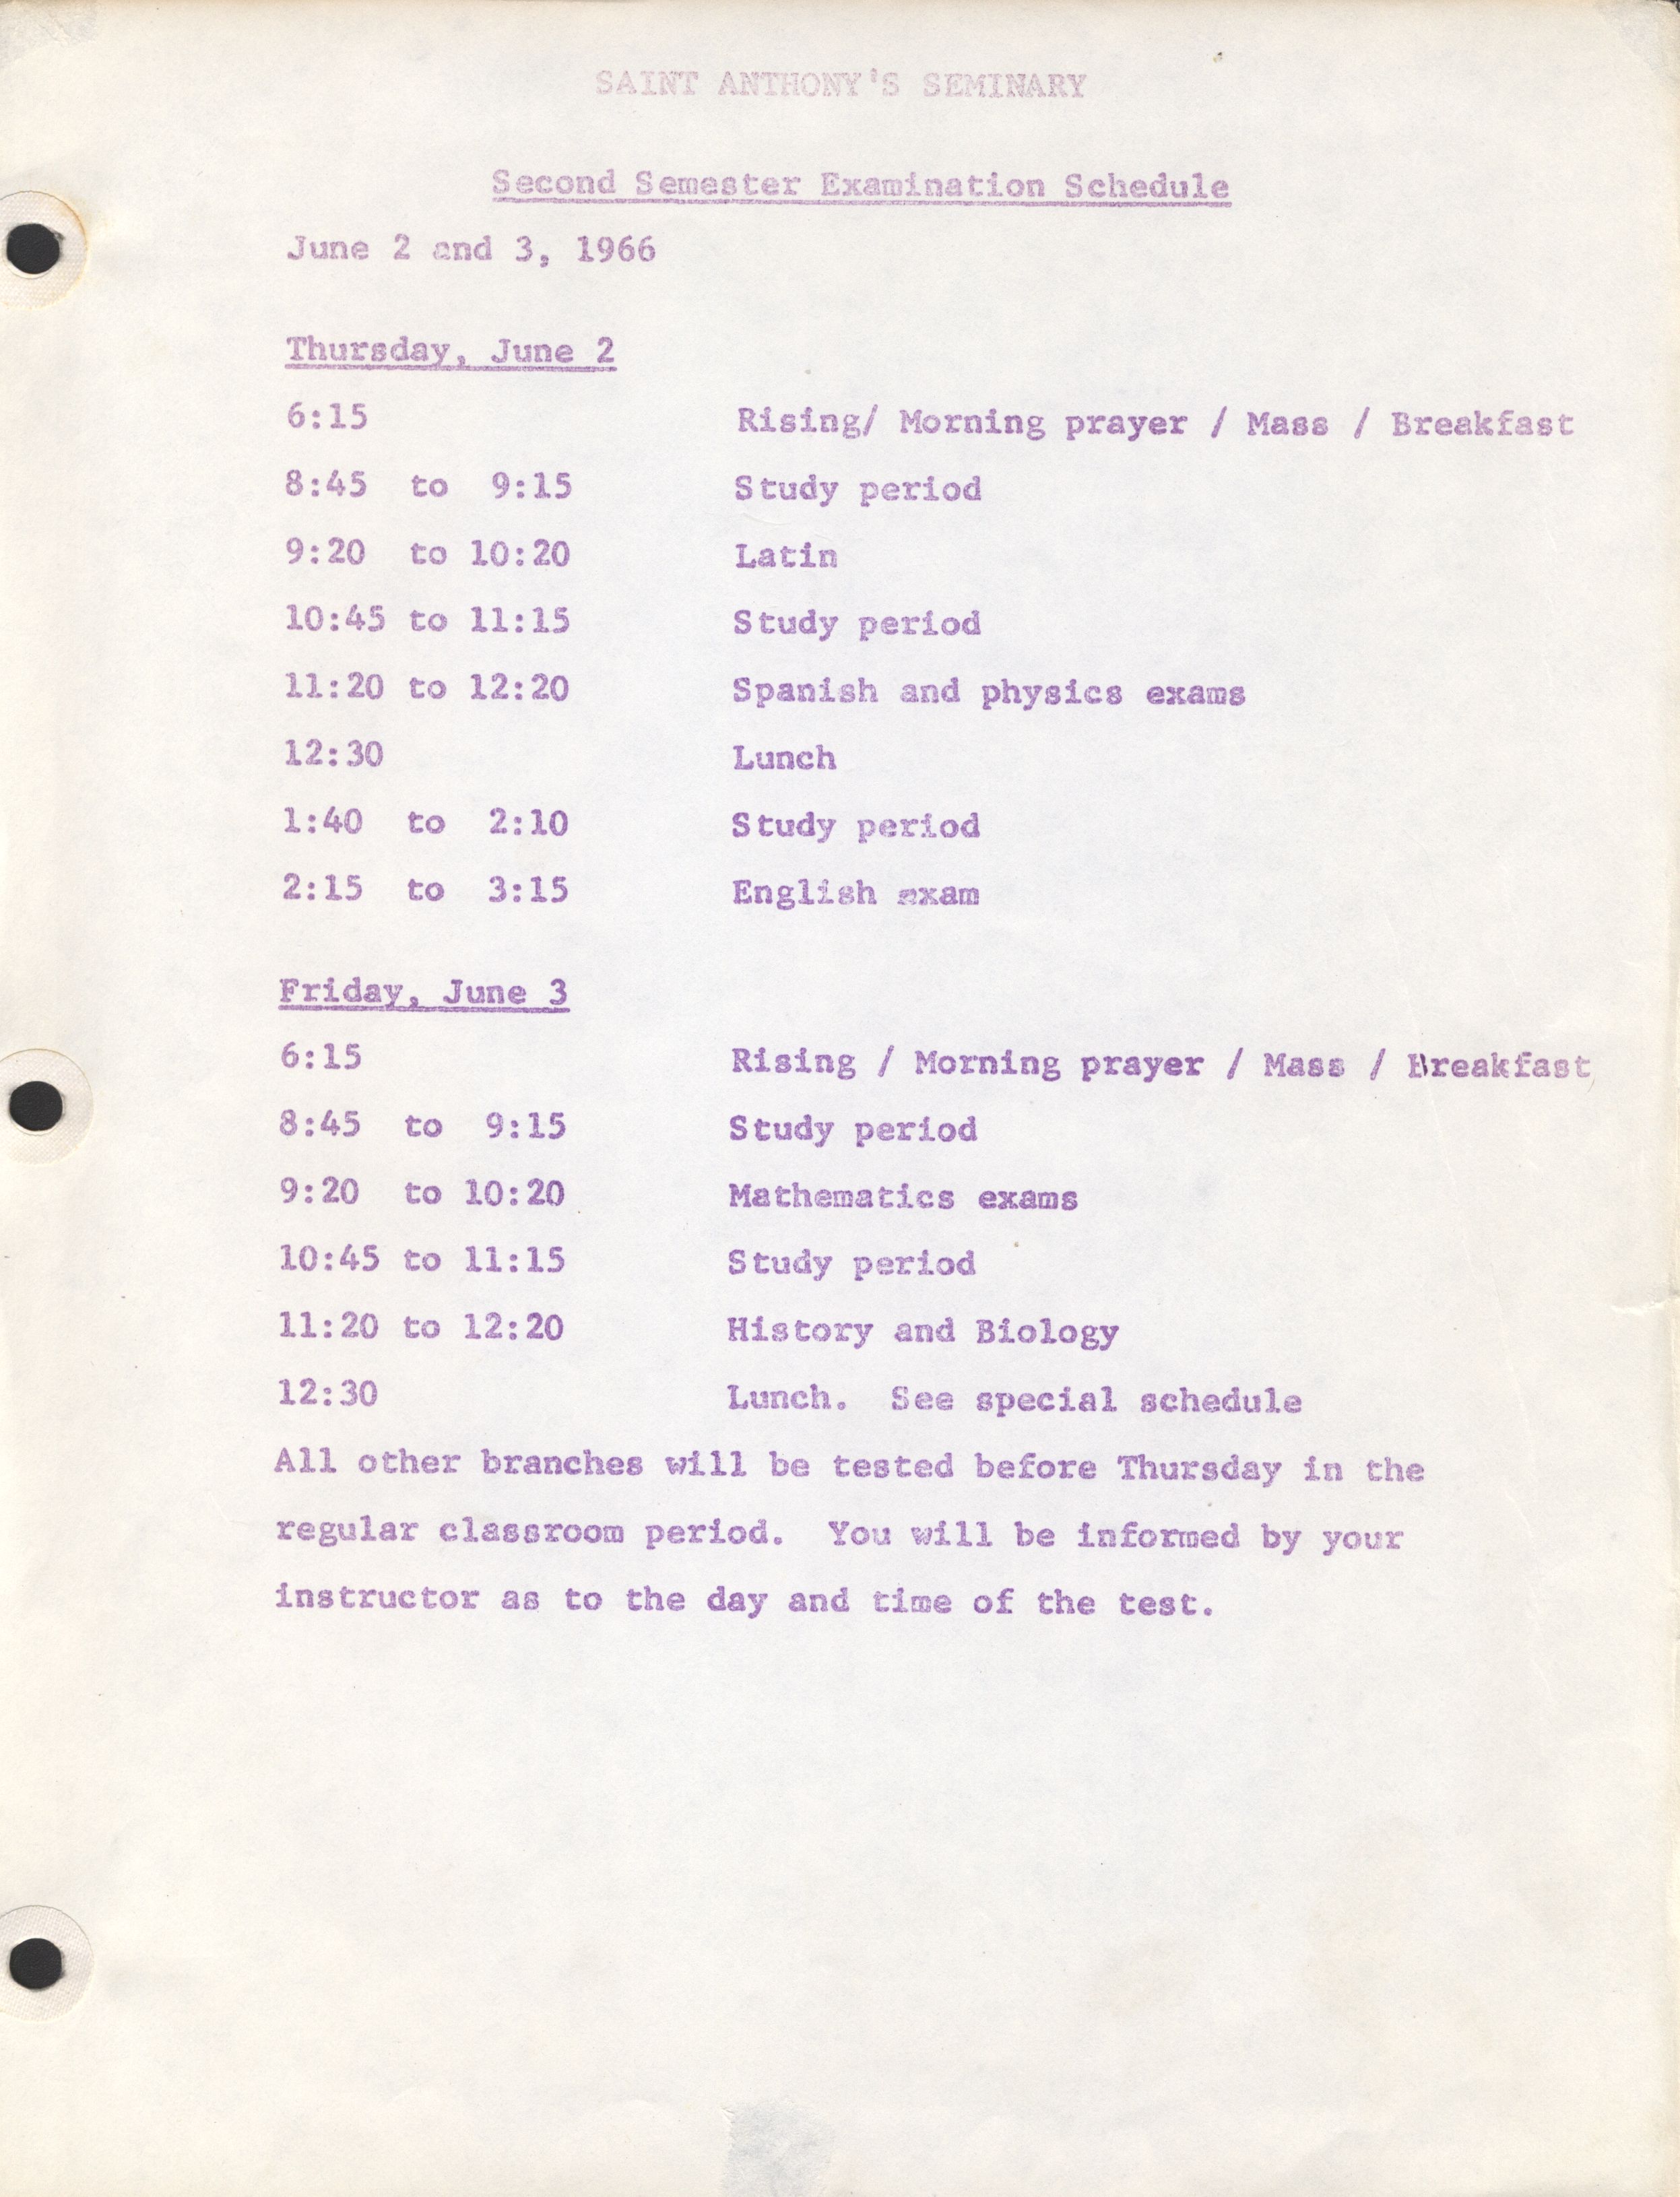 SAINT ANTHONY'S SEMINARY
Second Semester Examination Schedule
June 2 and 3, 1966
Thursday, June 2
6:15 Rising/ Morning prayer / Mass / Breakfast
8:45 to 9:15 Study period
9:20 to 10:20 Latin
10:45 to 11:15 Study period
11:20 to 12:20 Spanish and physics exams
12:30 Lunch
1:40 to 2:10 Study period
2:15 to 3:15 English exam
Friday, June 3
6:15 Rising / Morning prayer / Mass / Breakfast
8:45 to 9:15 Study period
9:20 to 10:20 Mathematics exams
10:45 to 11:15 Study period
11:20 to 12:20 History and Biology
12:30 Lunch. See special schedule
All other branches will be tested before Thursday in the
regular classroom period. You will be informed by your
instructor as to the day and time of the test.